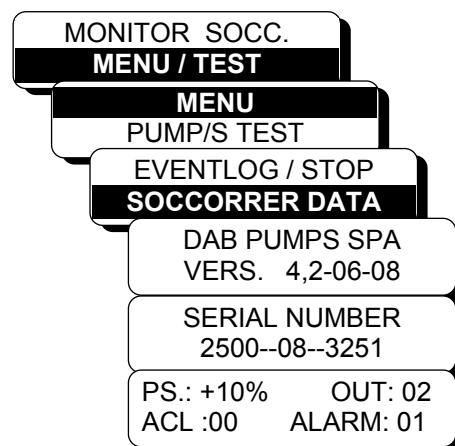 MONITOR SOCC.
MENU / TEST
MENU
PUMP/S TEST
EVENTLOG / STOP
SOCCORRER DATA
DAB PUMPS SPA
VERS. 4,2-06-08
SERIAL NUMBER
2500--08--3251
PS.: +10% OUT: 02
ACL :00 ALARM: 01